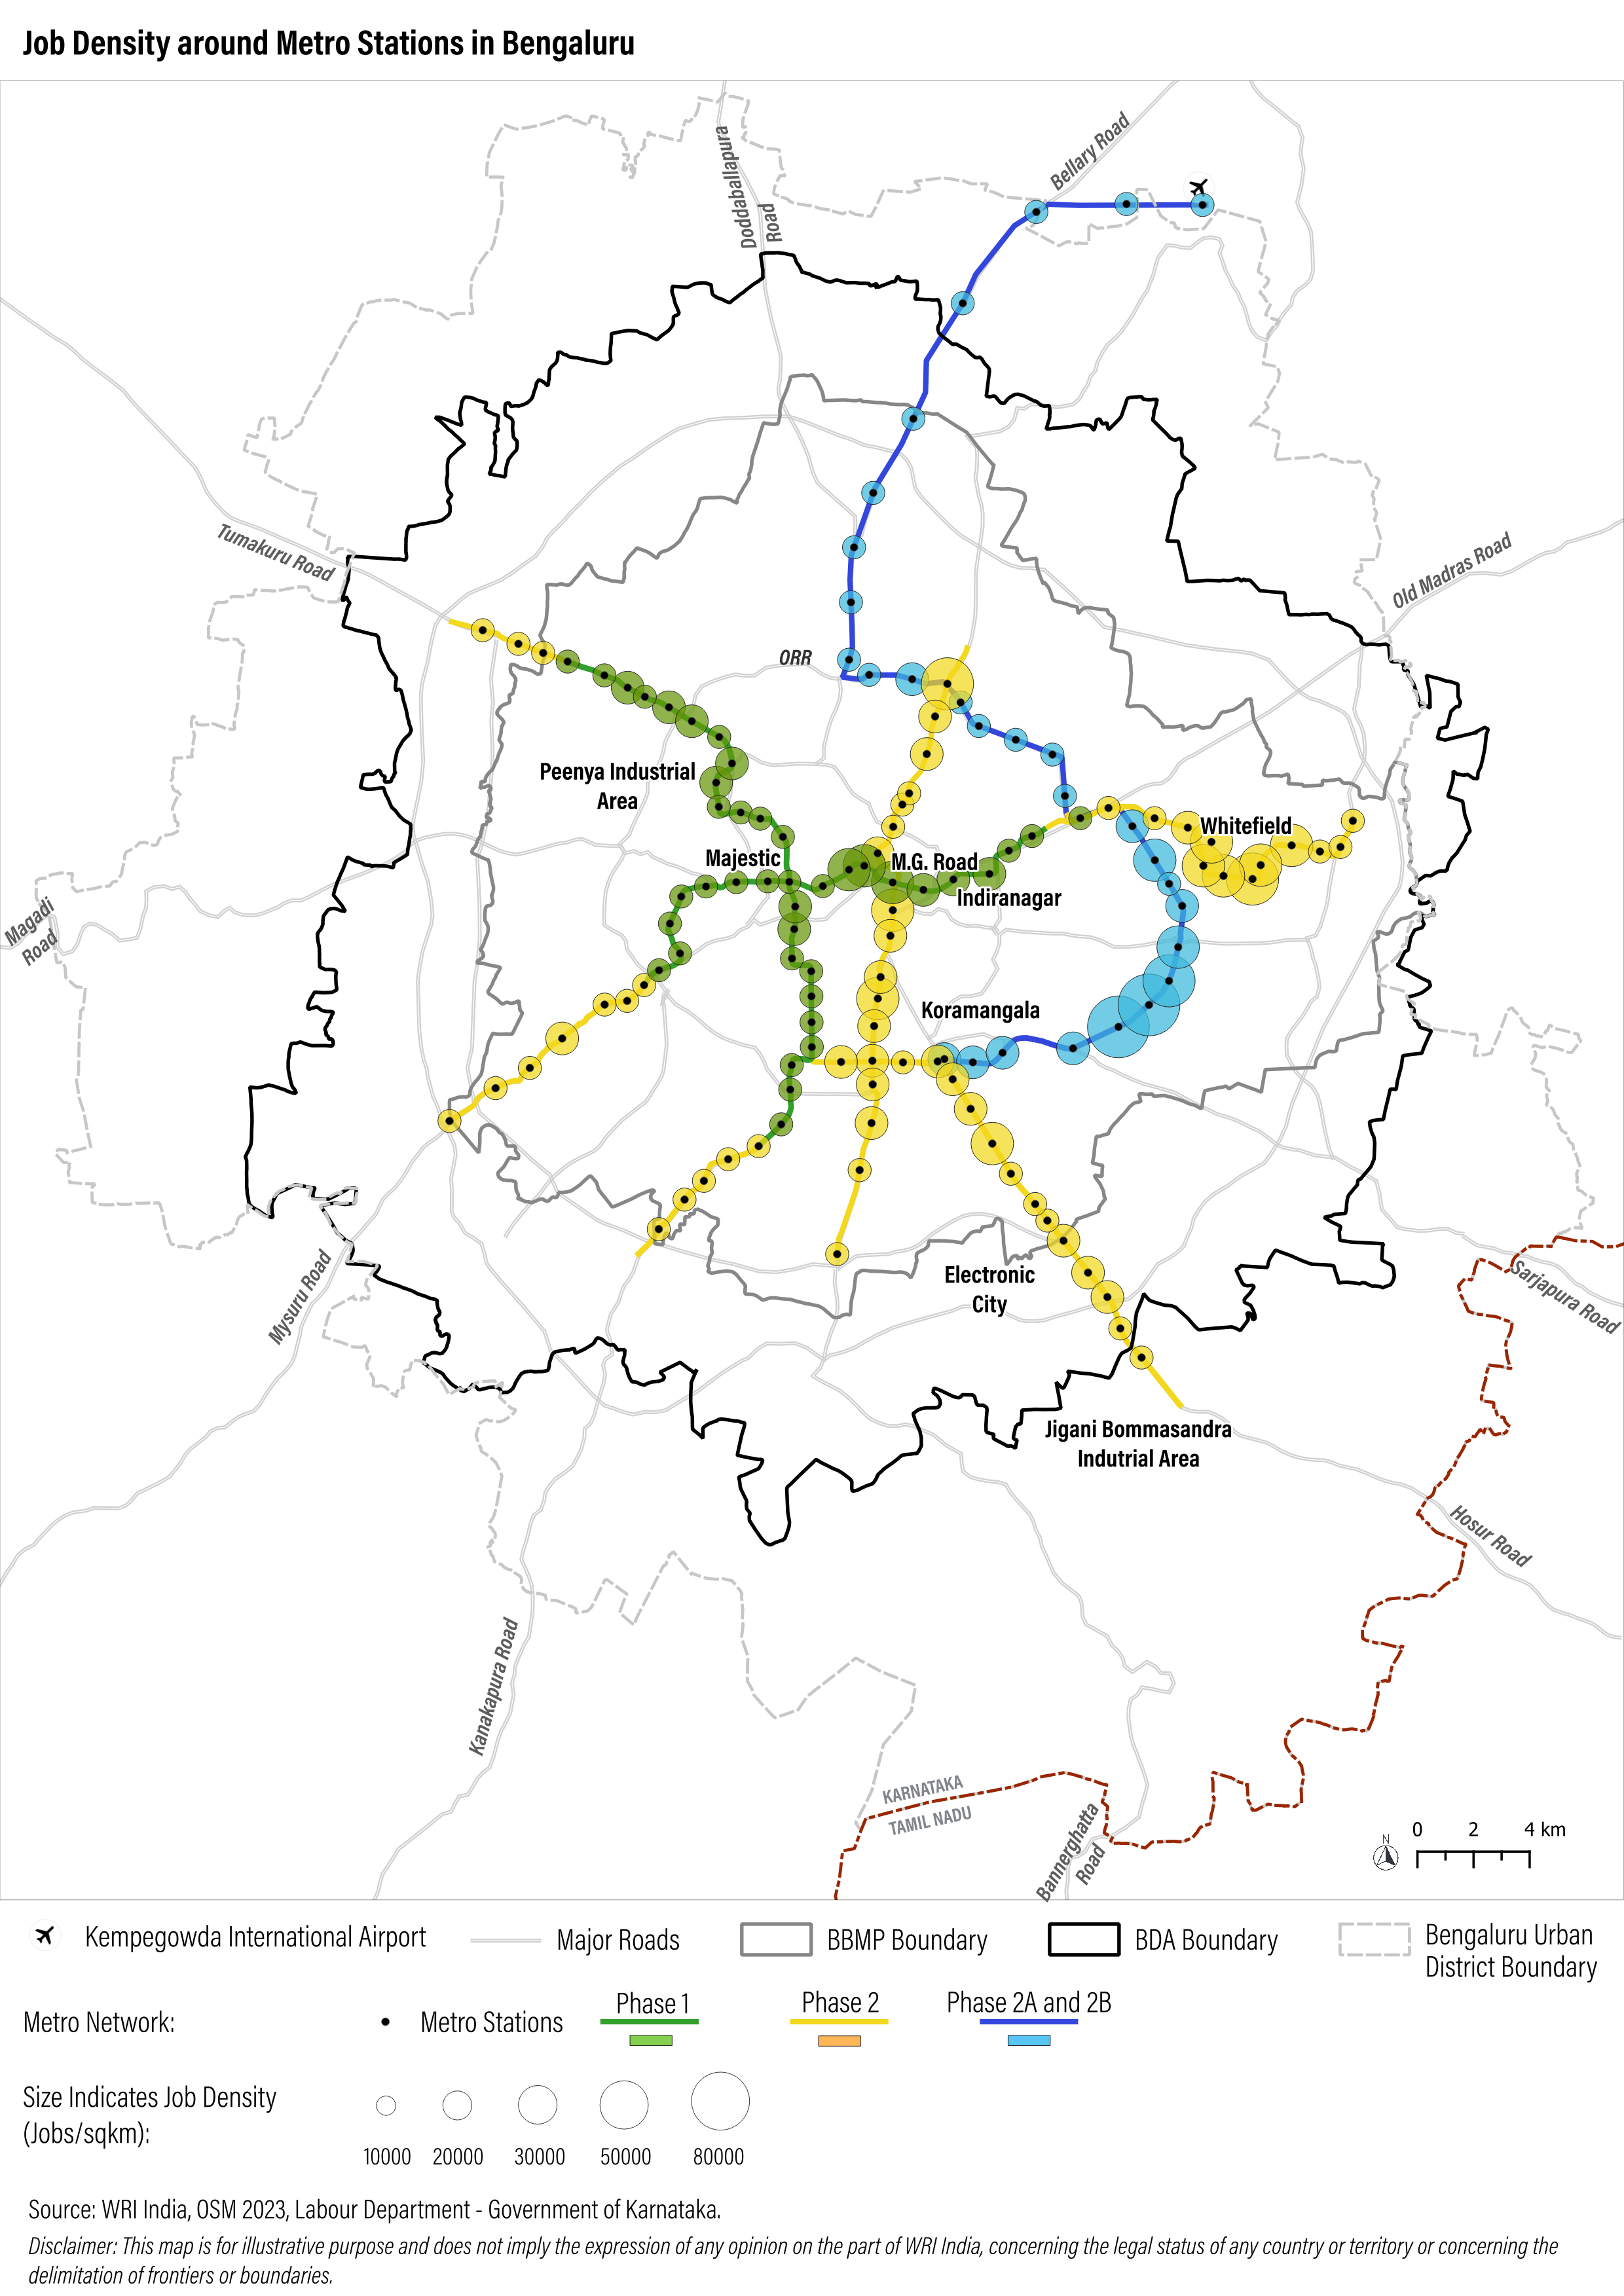 Job Density around Metro Stations in Bengaluru
Bellary Road
Doddaballapura
Road
Tumakuru Road
Old Madras Road
ORR
Peenya Industrial
Area
Whitefield
Majestic
M.G. Road
Indiranagar
Magadi
Road
Koramangala
Electronic
City
Mysuru Road
Sarjapura Road
Jigani Bommasandra
Indutrial Area
Hosur Road
Kanakapura Road
KARNATAKA
TAMIL NADU
Bannerghatta
Road
N
0 2 4 km
Kempegowda International Airport
Major Roads
BBMP Boundary
BDA Boundary
Bengaluru Urban
District Boundary
Metro Network:
Metro Stations
Phase 1
Phase 2
Phase 2A and 2B
Size Indicates Job Density
(Jobs/sqkm):
10000 20000 30000 50000 80000
Source: WRI India, OSM 2023, Labour Department - Government of Karnataka.
Disclaimer: This map is for illustrative purpose and does not imply the expression of any opinion on the part of WRI India, concerning the legal status of any country or territory or concerning the
delimitation of frontiers or boundaries.